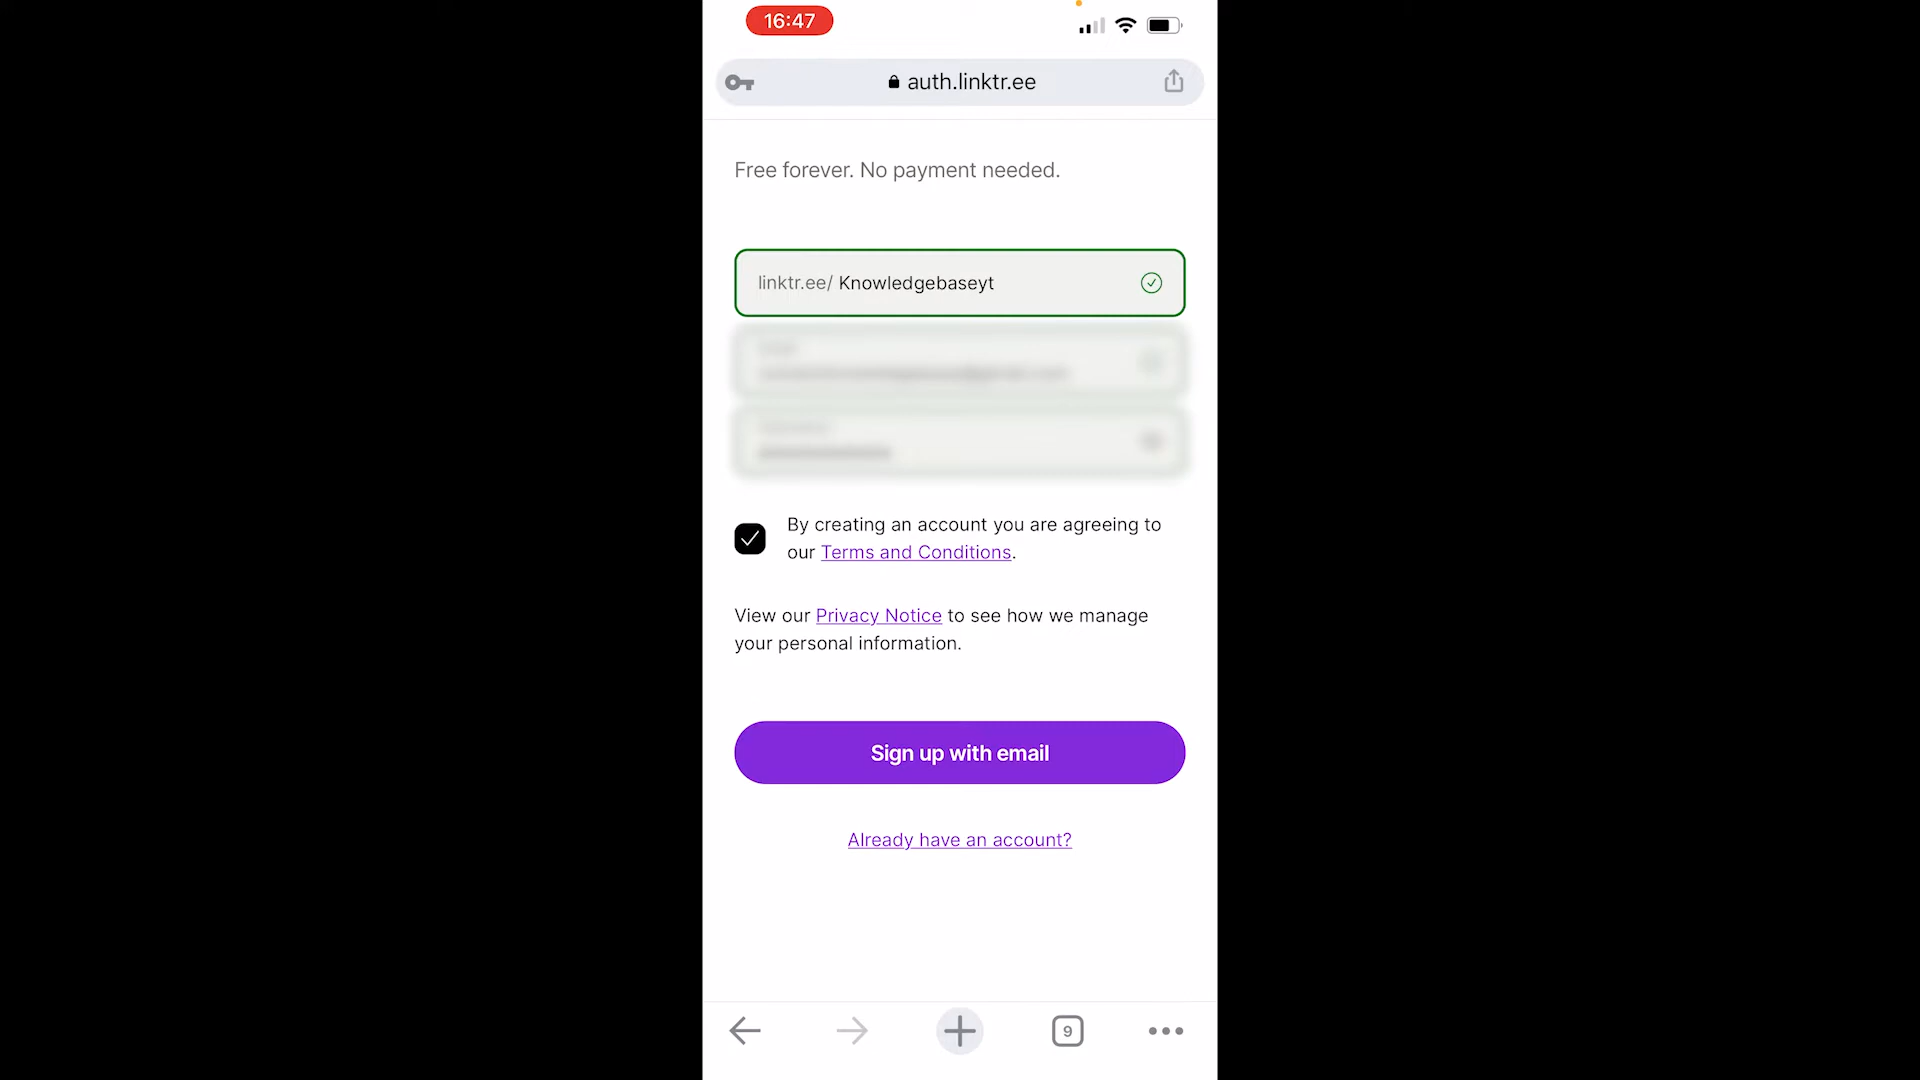 16:47
auth.linktr.ee
Free forever. No payment needed.
linktr.ee/ Knowledgebaseyt
By creating an account you are agreeing to
our Terms and Conditions.
View our Privacy Notice to see how we manage
your personal information.
Sign up with email
Already have an account?
9